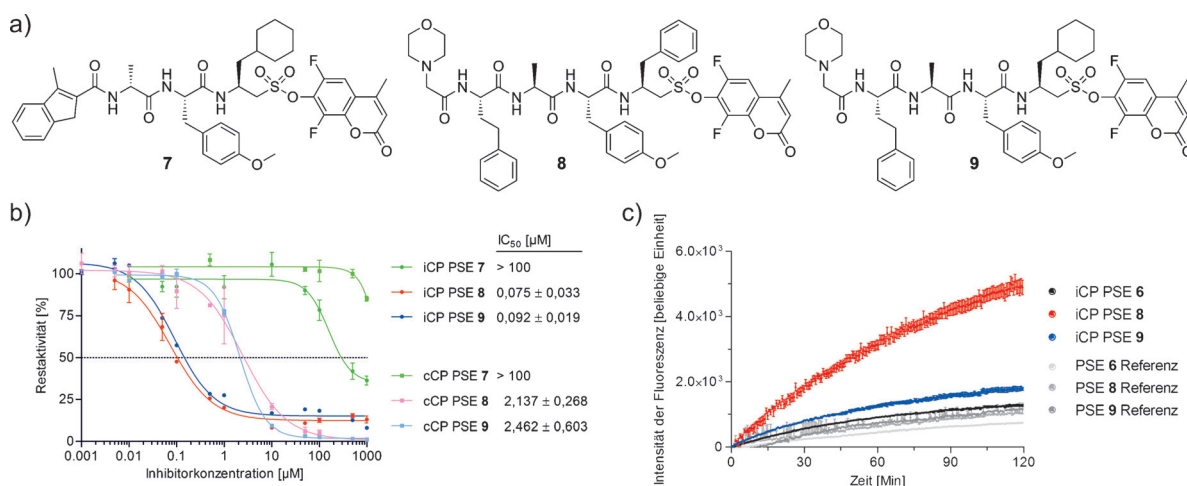 a)
7
8
9
b)
IC50 [µM]
iCP PSE 7 > 100
iCP PSE 8 0,075 ± 0,033
iCP PSE 9 0,092 ± 0,019
cCP PSE 7 > 100
cCP PSE 8 2,137 ± 0,268
cCP PSE 9 2,462 ± 0,603
Restaktivität [%]
100
75
50
25
0
0.001 0.01 0.1 1 10 100 1000
Inhibitorkonzentration [µM]
c)
Intensität der Fluoreszenz [beliebige Einheit]
6.0×10³
4.0×10³
2.0×10³
0
0 30 60 90 120
Zeit [Min]
iCP PSE 6
iCP PSE 8
iCP PSE 9
PSE 6 Referenz
PSE 8 Referenz
PSE 9 Referenz